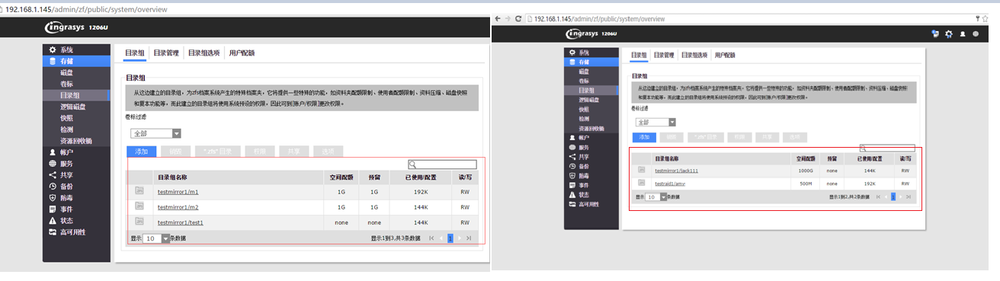 192.168.1.145/admin/zf/public/system/overview
ingrasys 1206U
系统
存储
磁盘
卷标
目录组
逻辑磁盘
快照
检测
资源回收桶
帐户
服务
共享
备份
防毒
事件
状态
高可用性
目录组 目录管理 目录组选项 用户配额
目录组
从这边建立的目录组，为zfs档案系统产生的特殊档案夹，它将提供一些特殊的功能，如资料夹配额限制、使用者配额限制、资料压缩、磁盘快照
和复本功能等，而此建立的目录组将使用系统预设的权限，因此可到[账户/权限]更改权限。
卷标过滤
全部
添加 销毁 ".zfs"目录 权限 共享 选项
目录组名称 空间配额 预留 已使用/配置 读/写
testmirror1/m1 1G 1G 192K RW
testmirror1/m2 1G 1G 144K RW
testmirror1/test1 none none 144K RW
显示 10 条数据 显示1到3,共3条数据 1
192.168.1.145/admin/zf/public/system/overview
ingrasys 1206U
系统
存储
磁盘
卷标
目录组
逻辑磁盘
快照
检测
资源回收桶
帐户
服务
共享
备份
防毒
事件
状态
高可用性
目录组 目录管理 目录组选项 用户配额
目录组
从这边建立的目录组，为zfs档案系统产生的特殊档案夹，它将提供一些特殊的功能，如资料夹配额限制、使用者配额限制、资料压缩、磁盘快照
和复本功能等，而此建立的目录组将使用系统预设的权限，因此可到[账户/权限]更改权限。
卷标过滤
全部
添加 销毁 ".zfs"目录 权限 共享 选项
目录组名称 空间配额 预留 已使用/配置 读/写
testmirror1/jack111 1000G none 144K RW
testraid1/amy 500M none 192K RW
显示 10 条数据 显示1到2,共2条数据 1